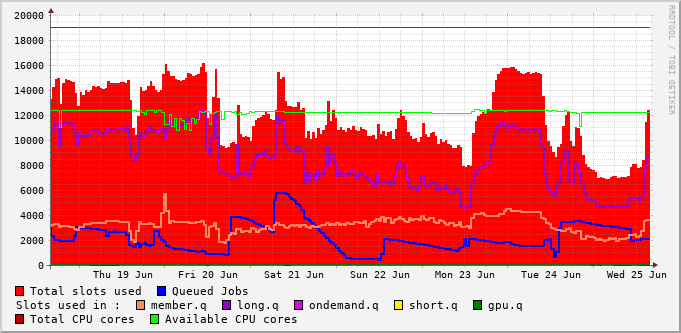 20000
18000
16000
14000
12000
10000
8000
6000
4000
2000
0
Thu 19 Jun Fri 20 Jun Sat 21 Jun Sun 22 Jun Mon 23 Jun Tue 24 Jun Wed 25 Jun
Total slots used Queued Jobs
Slots used in : member.q long.q ondemand.q short.q gpu.q
Total CPU cores Available CPU cores
RRDTOOL / TOBI OETIKER